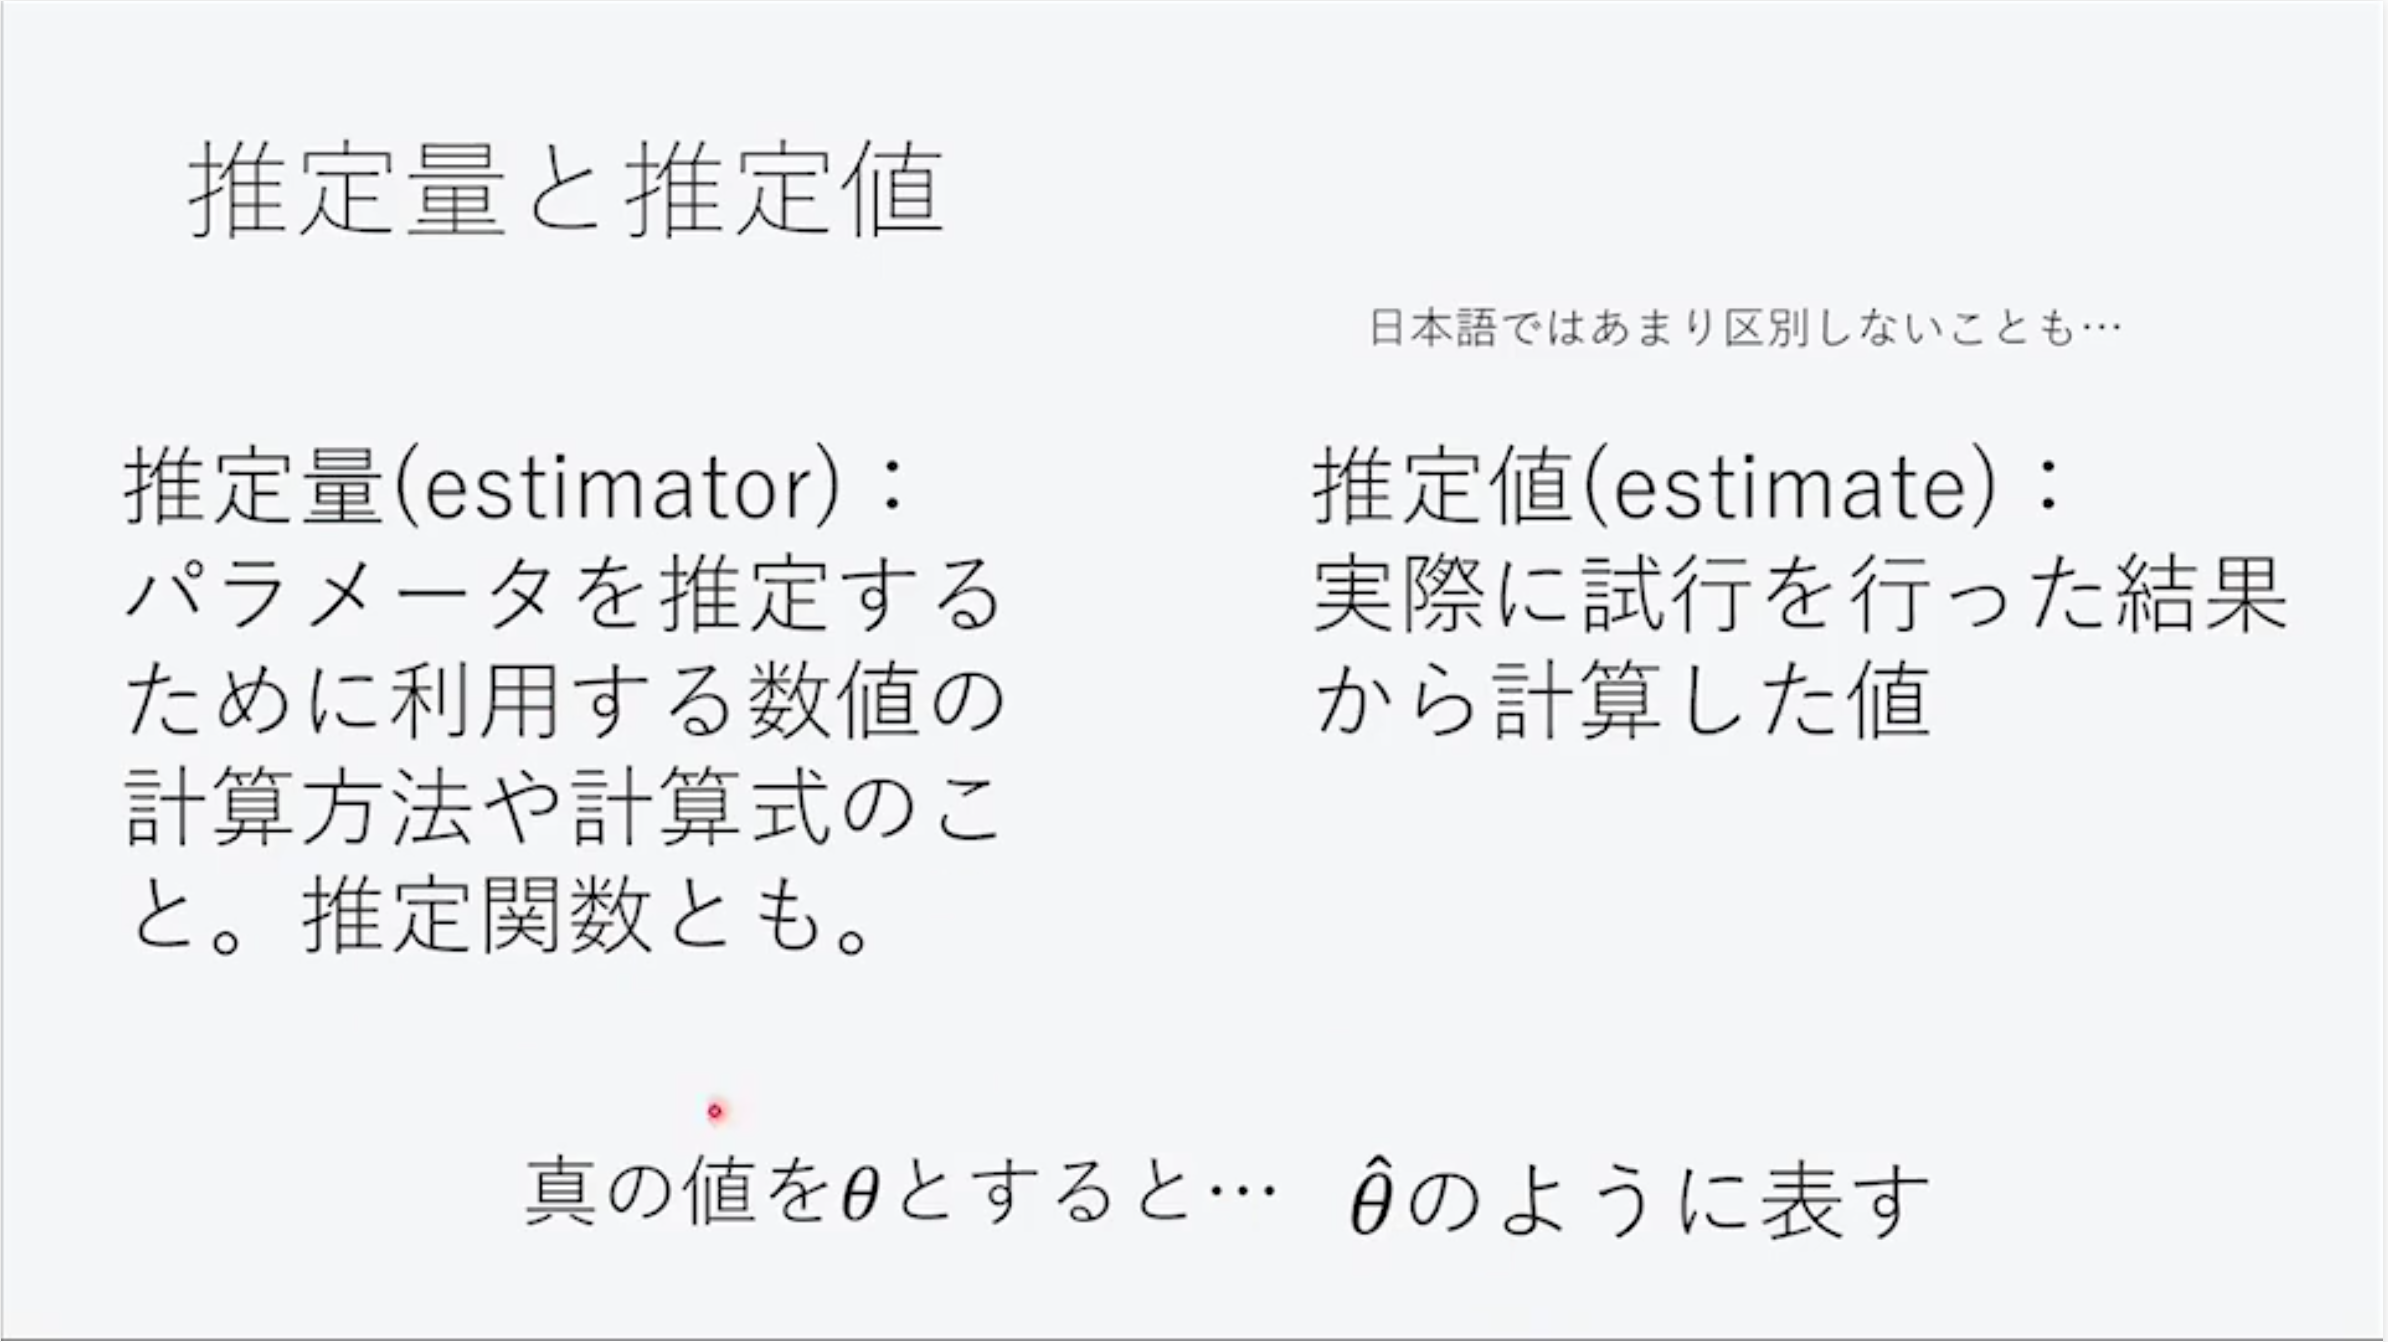 推定量と推定値
日本語ではあまり区別しないことも…
推定量(estimator)：
パラメータを推定する
ために利用する数値の
計算方法や計算式のこ
と。推定関数とも。
推定値(estimate)：
実際に試行を行った結果
から計算した値
真の値をθとすると… θ̂のように表す